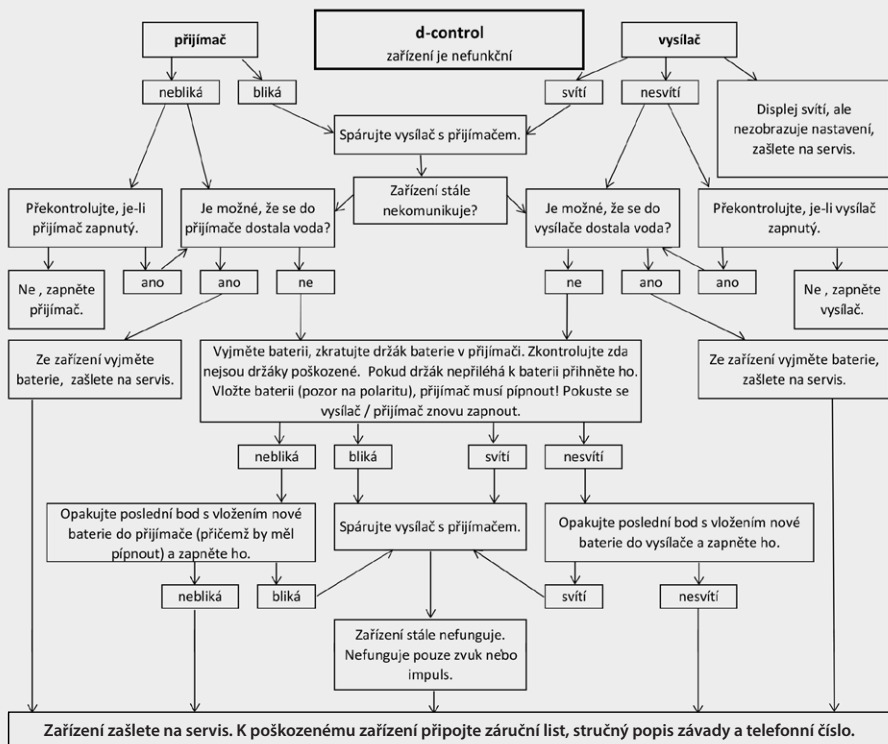 d-control
zařízení je nefunkční
přijímač
vysílač
nebliká
bliká
svítí
nesvítí
Displej svítí, ale
nezobrazuje nastavení,
zašlete na servis.
Spárujte vysílač s přijímačem.
Zařízení stále
nekomunikuje?
Překontrolujte, je-li
přijímač zapnutý.
Je možné, že se do
přijímače dostala voda?
Je možné, že se do
vysílače dostala voda?
Překontrolujte, je-li vysílač
zapnutý.
Ne , zapněte
přijímač.
ano
ano
ne
ne
ano
ano
Ne , zapněte
vysílač.
Ze zařízení vyjměte
baterie, zašlete na servis.
Vyjměte baterii, zkratujte držák baterie v přijímači. Zkontrolujte zda
nejsou držáky poškozené. Pokud držák nepřiléhá k baterii přihněte ho.
Vložte baterii (pozor na polaritu), přijímač musí pípnout! Pokuste se
vysílač / přijímač znovu zapnout.
Ze zařízení vyjměte baterie,
zašlete na servis.
nebliká
bliká
svítí
nesvítí
Opakujte poslední bod s vložením nové
baterie do přijímače (přičemž by měl
pípnout) a zapněte ho.
Spárujte vysílač s přijímačem.
Opakujte poslední bod s vložením nové
baterie do vysílače a zapněte ho.
nebliká
bliká
svítí
nesvítí
Zařízení stále nefunguje.
Nefunguje pouze zvuk nebo
impuls.
Zařízení zašlete na servis. K poškozenému zařízení připojte záruční list, stručný popis závady a telefonní číslo.